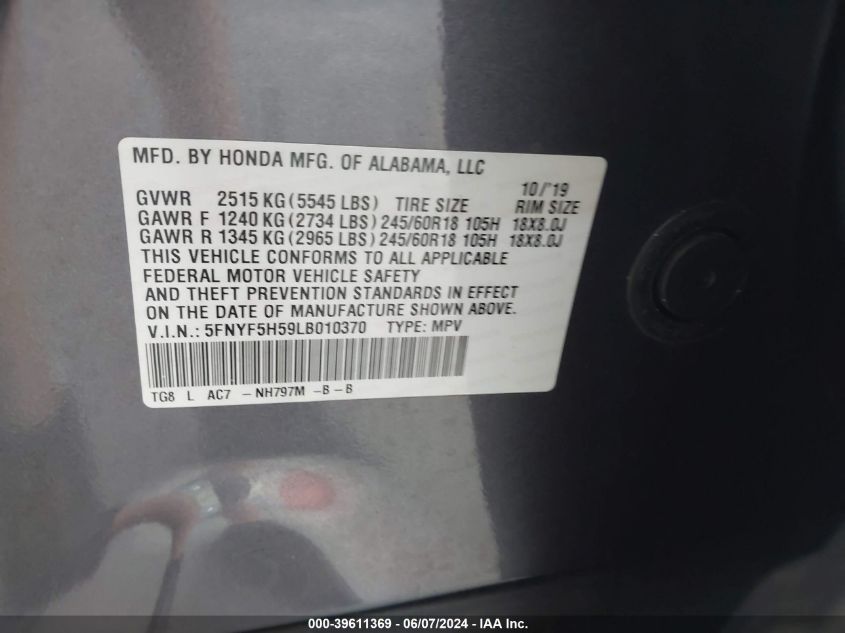 MFD. BY HONDA MFG. OF ALABAMA, LLC
10/'19
GVWR 2515 KG (5545 LBS) TIRE SIZE RIM SIZE
GAWR F 1240 KG (2734 LBS) 245/60R18 105H 18X8.0J
GAWR R 1345 KG (2965 LBS) 245/60R18 105H 18X8.0J
THIS VEHICLE CONFORMS TO ALL APPLICABLE
FEDERAL MOTOR VEHICLE SAFETY
AND THEFT PREVENTION STANDARDS IN EFFECT
ON THE DATE OF MANUFACTURE SHOWN ABOVE.
V.I.N.: 5FNYF5H59LB010370 TYPE: MPV
TG8 L AC7 - NH797M - B - B
000-39611369 - 06/07/2024 - IAA Inc.